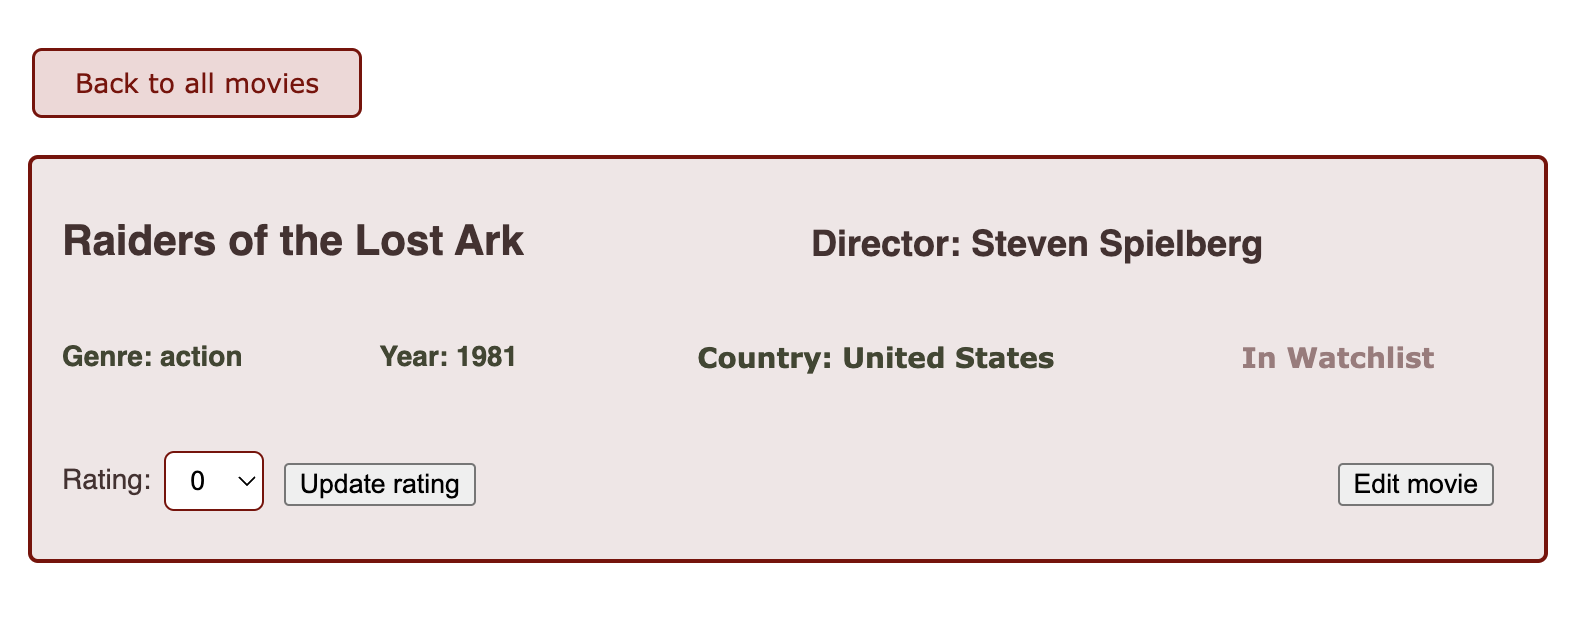 Back to all movies
Raiders of the Lost Ark Director: Steven Spielberg
Genre: action Year: 1981 Country: United States In Watchlist
Rating: 0 Update rating Edit movie